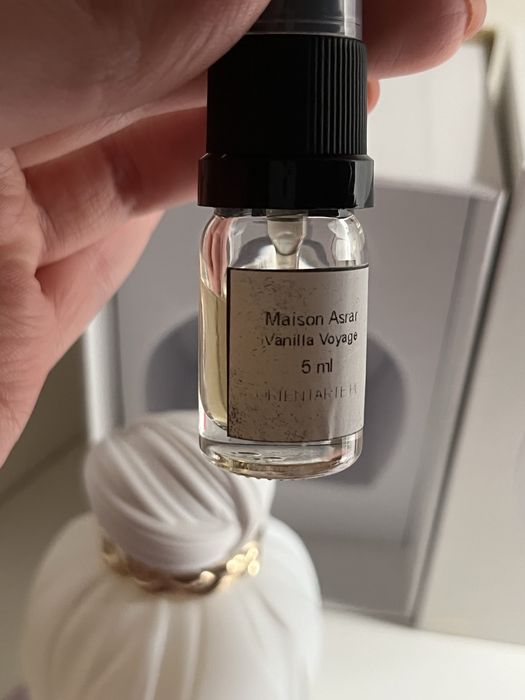 Maison Asrar
Vanilla Voyage
5 ml